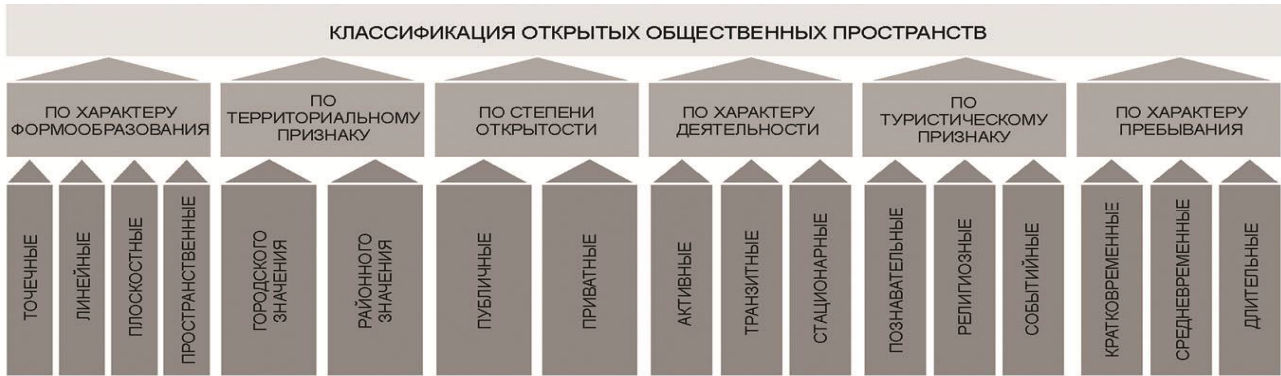 КЛАССИФИКАЦИЯ ОТКРЫТЫХ ОБЩЕСТВЕННЫХ ПРОСТРАНСТВ
ПО ХАРАКТЕРУ
ФОРМООБРАЗОВАНИЯ
ПО
ТЕРРИТОРИАЛЬНОМУ
ПРИЗНАКУ
ПО СТЕПЕНИ
ОТКРЫТОСТИ
ПО ХАРАКТЕРУ
ДЕЯТЕЛЬНОСТИ
ПО
ТУРИСТИЧЕСКОМУ
ПРИЗНАКУ
ПО ХАРАКТЕРУ
ПРЕБЫВАНИЯ
ТОЧЕЧНЫЕ
ЛИНЕЙНЫЕ
ПЛОСКОСТНЫЕ
ПРОСТРАНСТВЕННЫЕ
ГОРОДСКОГО
ЗНАЧЕНИЯ
РАЙОННОГО
ЗНАЧЕНИЯ
ПУБЛИЧНЫЕ
ПРИВАТНЫЕ
АКТИВНЫЕ
ТРАНЗИТНЫЕ
СТАЦИОНАРНЫЕ
ПОЗНАВАТЕЛЬНЫЕ
РЕЛИГИОЗНЫЕ
СОБЫТИЙНЫЕ
КРАТКОВРЕМЕННЫЕ
СРЕДНЕВРЕМЕННЫЕ
ДЛИТЕЛЬНЫЕ